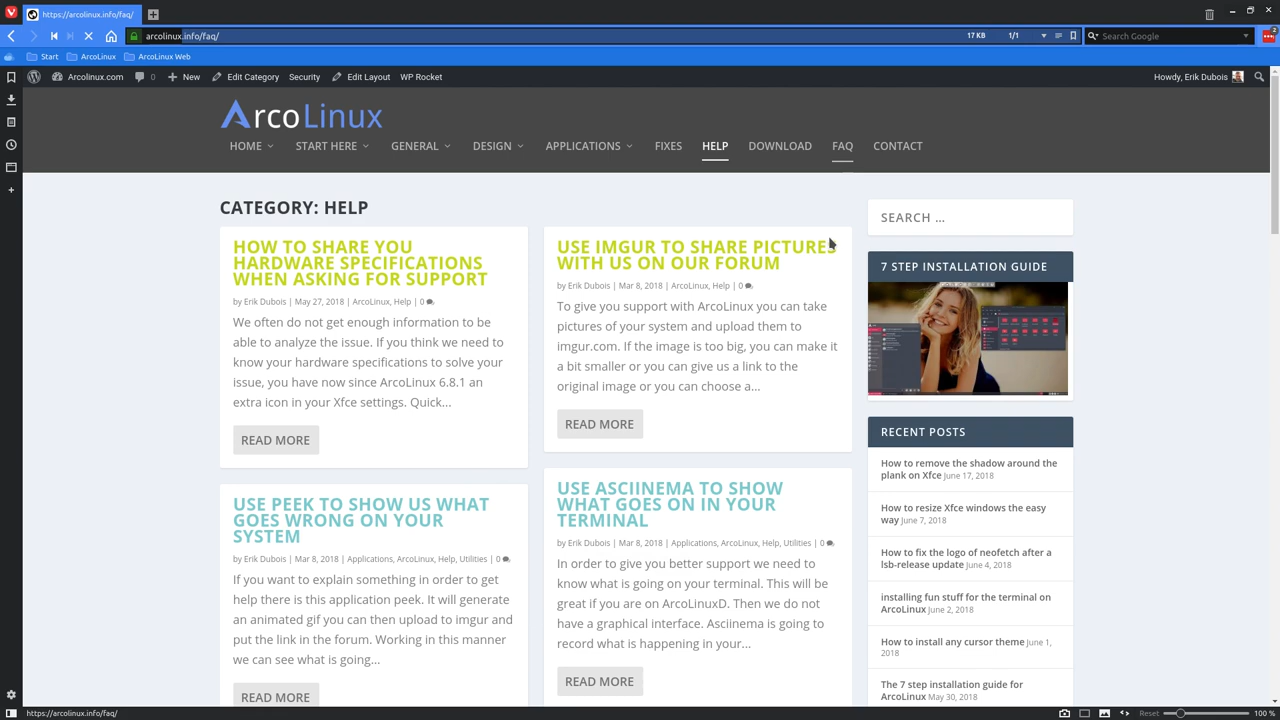 https://arcolinux.info/faq/
arcolinux.info/faq/
17 KB
1/1
Search Google
2
Start
ArcoLinux
ArcoLinux Web
Arcolinux.com
0
New
Edit Category
Security
Edit Layout
WP Rocket
Howdy, Erik Dubois
ArcoLinux
HOME
START HERE
GENERAL
DESIGN
APPLICATIONS
FIXES
HELP
DOWNLOAD
FAQ
CONTACT
CATEGORY: HELP
HOW TO SHARE YOU
HARDWARE SPECIFICATIONS
WHEN ASKING FOR SUPPORT
by Erik Dubois | May 27, 2018 | ArcoLinux, Help | 0
We often do not get enough information to be
able to analyze the issue. If you think we need to
know your hardware specifications to solve your
issue, you have now since ArcoLinux 6.8.1 an
extra icon in your Xfce settings. Quick...
READ MORE
USE IMGUR TO SHARE PICTURES
WITH US ON OUR FORUM
by Erik Dubois | Mar 8, 2018 | ArcoLinux, Help | 0
To give you support with ArcoLinux you can take
pictures of your system and upload them to
imgur.com. If the image is too big, you can make it
a bit smaller or you can give us a link to the
original image or you can choose a...
READ MORE
USE PEEK TO SHOW US WHAT
GOES WRONG ON YOUR
SYSTEM
by Erik Dubois | Mar 8, 2018 | Applications, ArcoLinux, Help, Utilities | 0
If you want to explain something in order to get
help there is this application peek. It will generate
an animated gif you can then upload to imgur and
put the link in the forum. Working in this manner
we can see what is going...
READ MORE
USE ASCIINEMA TO SHOW
WHAT GOES ON IN YOUR
TERMINAL
by Erik Dubois | Mar 8, 2018 | Applications, ArcoLinux, Help, Utilities | 0
In order to give you better support we need to
know what is going on your terminal. This will be
great if you are on ArcoLinuxD. Then we do not
have a graphical interface. Asciinema is going to
record what is happening in your...
READ MORE
SEARCH ...
7 STEP INSTALLATION GUIDE
RECENT POSTS
How to remove the shadow around the
plank on Xfce June 17, 2018
How to resize Xfce windows the easy
way June 7, 2018
How to fix the logo of neofetch after a
lsb-release update June 4, 2018
installing fun stuff for the terminal on
ArcoLinux June 2, 2018
How to install any cursor theme June 1,
2018
The 7 step installation guide for
ArcoLinux May 30, 2018
https://arcolinux.info/faq/
Reset
100 %